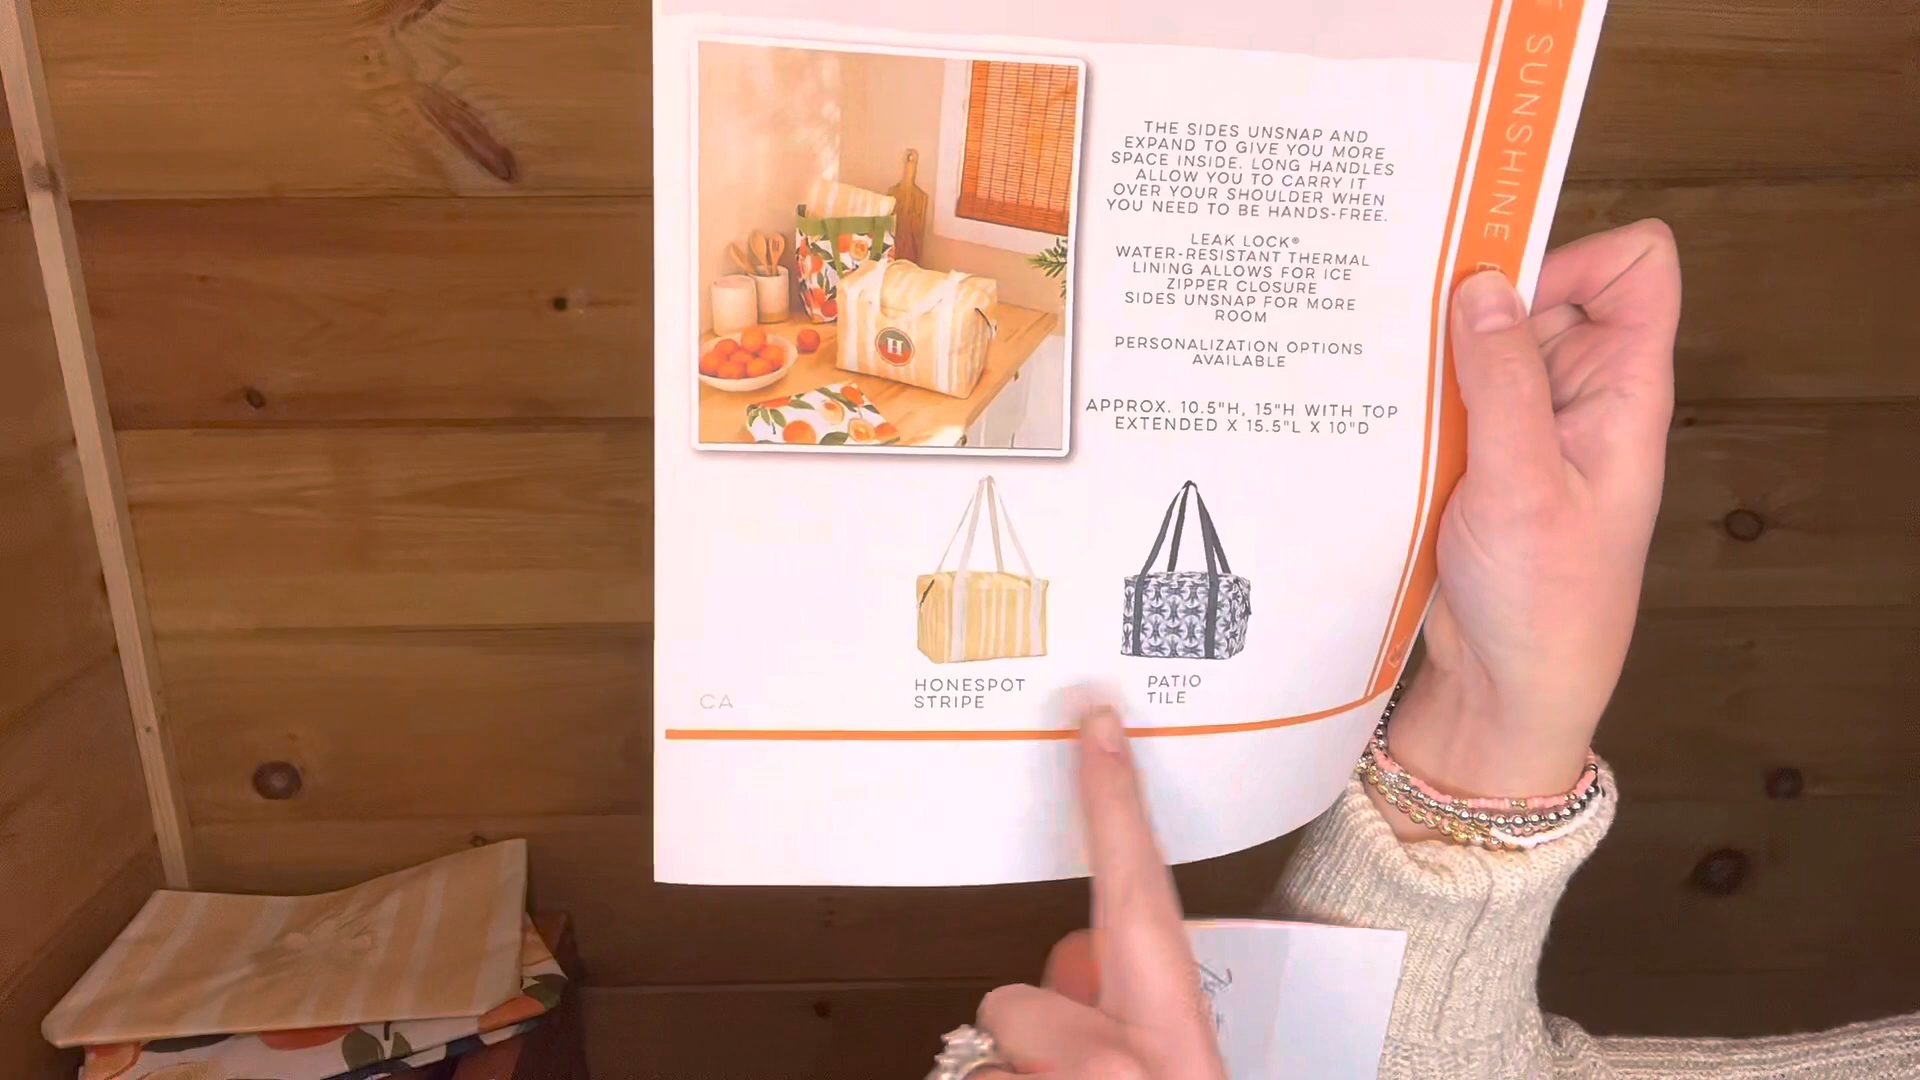 SUNSHINE
THE SIDES UNSNAP AND
EXPAND TO GIVE YOU MORE
SPACE INSIDE. LONG HANDLES
ALLOW YOU TO CARRY IT
OVER YOUR SHOULDER WHEN
YOU NEED TO BE HANDS-FREE.
LEAK LOCK®
WATER-RESISTANT THERMAL
LINING ALLOWS FOR ICE
ZIPPER CLOSURE
SIDES UNSNAP FOR MORE
ROOM
PERSONALIZATION OPTIONS
AVAILABLE
APPROX. 10.5"H, 15"H WITH TOP
EXTENDED X 15.5"L X 10"D
H
HONESPOT
STRIPE
PATIO
TILE
CA